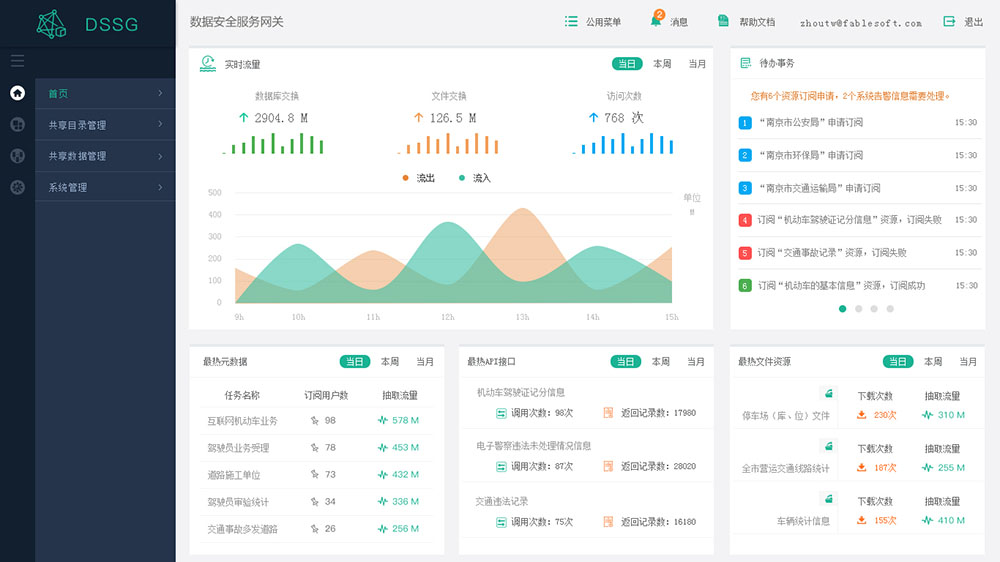 DSSG
数据安全服务网关
公用菜单
2
消息
帮助文档
zhoutw@fablesoft.com
退出
首页
共享目录管理
共享数据管理
系统管理
实时流量
当日 本周 当月
数据库交换 文件交换 访问次数
2904.8 M 126.5 M 768 次
流出 流入
单位
M
500
400
300
200
100
0
9h 10h 11h 12h 13h 14h 15h
待办事务
您有6个资源订阅申请，2个系统告警信息需要处理。
1 “南京市公安局”申请订阅 15:30
2 “南京市环保局”申请订阅 15:30
3 “南京市交通运输局”申请订阅 15:30
4 订阅“机动车驾驶证记分信息”资源，订阅失败 15:30
5 订阅“交通事故记录”资源，订阅失败 15:30
6 订阅“机动车的基本信息”资源，订阅成功 15:30
最热元数据 当日 本周 当月
任务名称 订阅用户数 抽取流量
互联网机动车业务 98 578 M
驾驶员业务受理 78 453 M
道路施工单位 73 432 M
驾驶员审验统计 34 336 M
交通事故多发道路 26 256 M
最热API接口 当日 本周 当月
机动车驾驶证记分信息
调用次数：98次 返回记录数：17980
电子警察违法未处理情况信息
调用次数：87次 返回记录数：28020
交通违法记录
调用次数：75次 返回记录数：16180
最热文件资源 当日 本周 当月
下载次数 抽取流量
停车场（库、位）文件 230次 310 M
下载次数 抽取流量
全市营运交通线路统计 187次 255 M
下载次数 抽取流量
车辆统计信息 155次 410 M